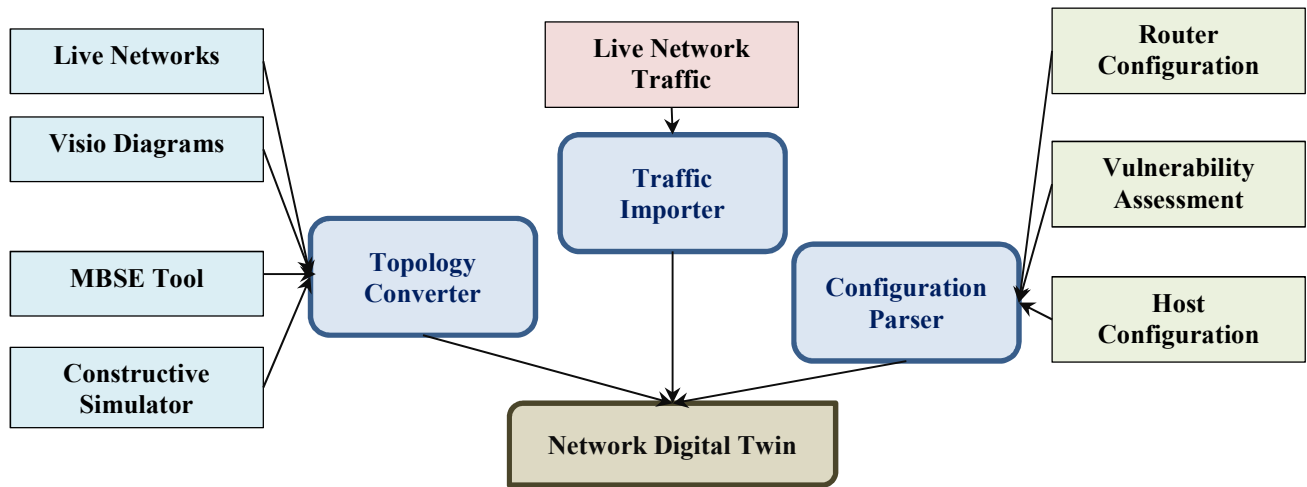 Live Networks
Visio Diagrams
MBSE Tool
Constructive
Simulator
Topology
Converter
Live Network
Traffic
Traffic
Importer
Router
Configuration
Vulnerability
Assessment
Host
Configuration
Configuration
Parser
Network Digital Twin